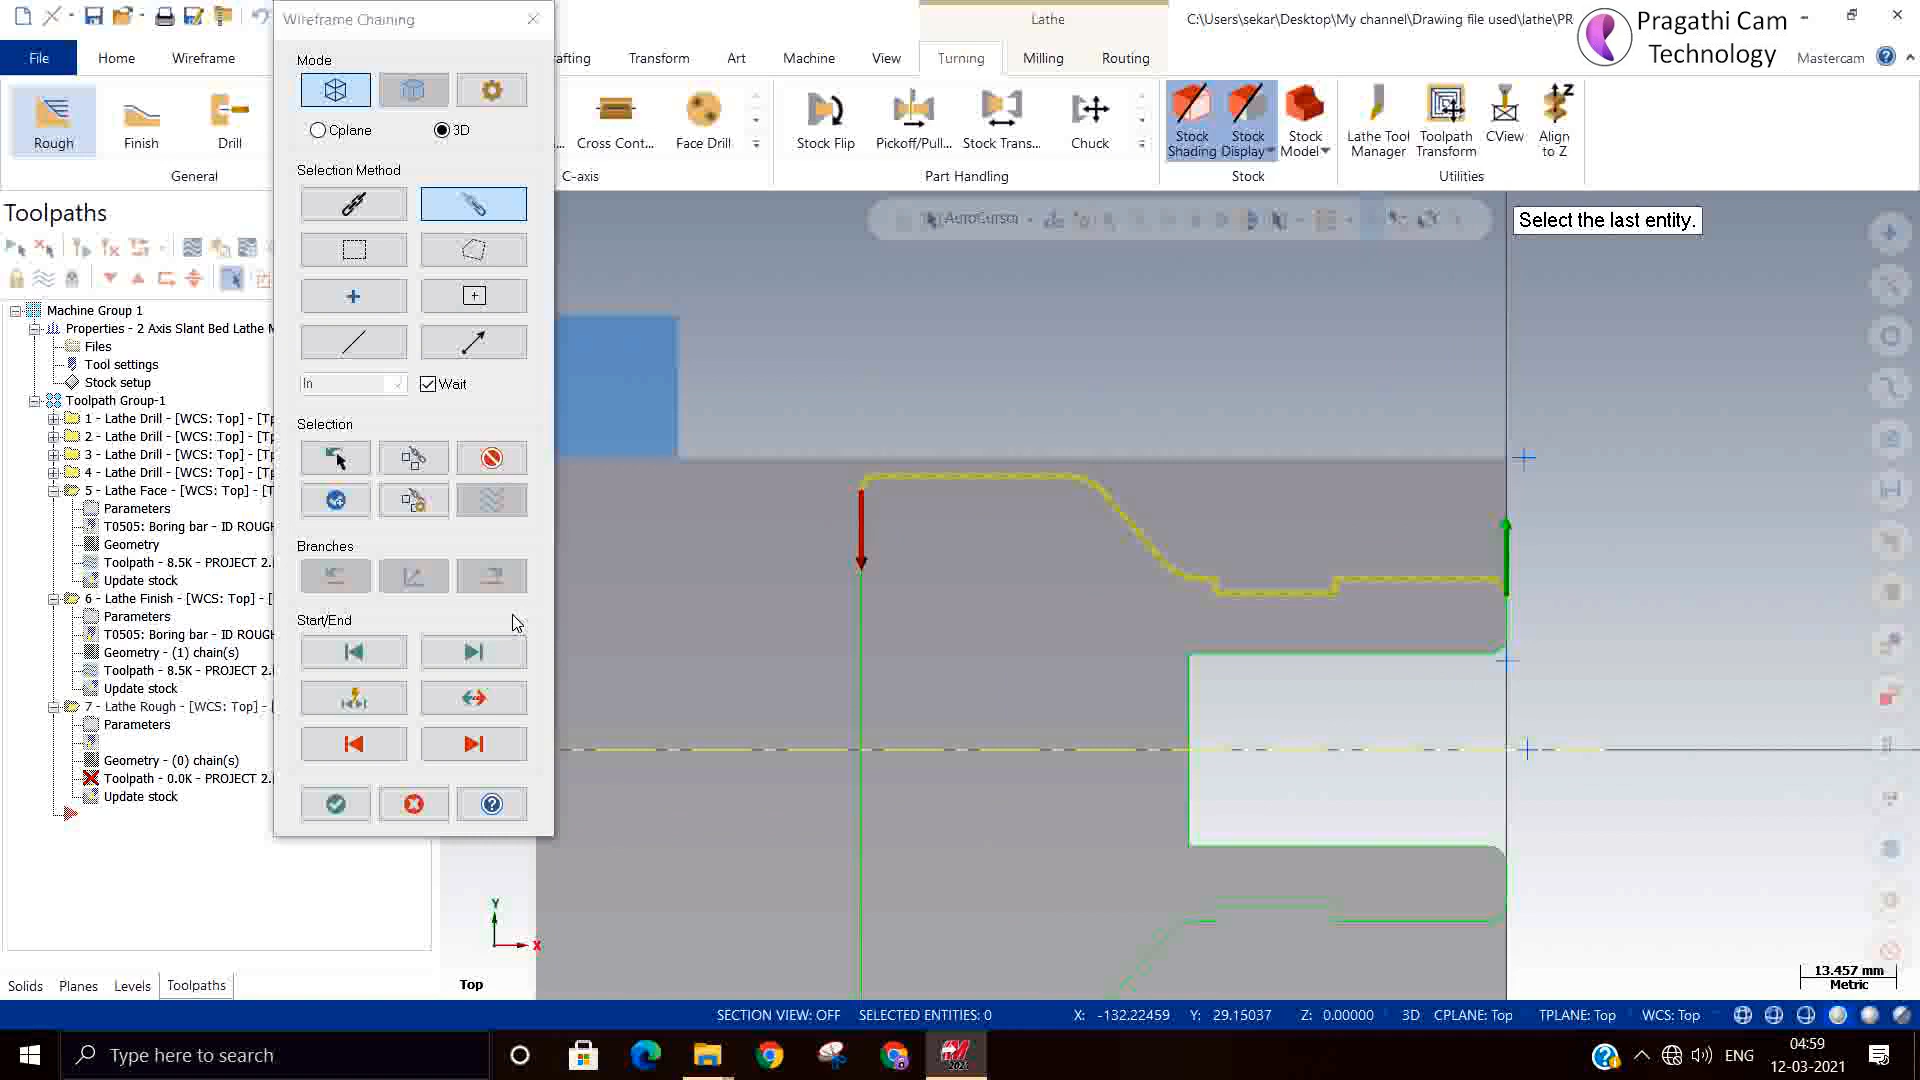 Wireframe Chaining
Lathe
C:\Users\sekar\Desktop\My channel\Drawing file used\lathe\PR
Pragathi Cam
Technology
File
Home
Wireframe
afting
Transform
Art
Machine
View
Turning
Milling
Routing
Mastercam
Mode
Cplane
3D
Rough
Finish
Drill
General
Cross Cont...
Face Drill
C-axis
Stock Flip
Pickoff/Pull...
Stock Trans...
Chuck
Part Handling
Stock
Shading
Stock
Display
Stock
Model
Stock
Lathe Tool
Manager
Toolpath
Transform
CView
Align
to Z
Utilities
Selection Method
In
Wait
Selection
Branches
Start/End
Toolpaths
Machine Group 1
Properties - 2 Axis Slant Bed Lathe M
Files
Tool settings
Stock setup
Toolpath Group-1
1 - Lathe Drill - [WCS: Top] - [Tp
2 - Lathe Drill - [WCS: Top] - [Tp
3 - Lathe Drill - [WCS: Top] - [Tp
4 - Lathe Drill - [WCS: Top] - [Tp
5 - Lathe Face - [WCS: Top] - [T
Parameters
T0505: Boring bar - ID ROUGH
Geometry
Toolpath - 8.5K - PROJECT 2.
Update stock
6 - Lathe Finish - [WCS: Top] - [
Parameters
T0505: Boring bar - ID ROUGH
Geometry - (1) chain(s)
Toolpath - 8.5K - PROJECT 2.
Update stock
7 - Lathe Rough - [WCS: Top] -
Parameters
Geometry - (0) chain(s)
Toolpath - 0.0K - PROJECT 2.
Update stock
AutoCursor
Select the last entity.
Y
X
Top
13.457 mm
Metric
Solids
Planes
Levels
Toolpaths
SECTION VIEW: OFF
SELECTED ENTITIES: 0
X: -132.22459
Y: 29.15037
Z: 0.00000
3D
CPLANE: Top
TPLANE: Top
WCS: Top
Type here to search
2021
ENG
04:59
12-03-2021